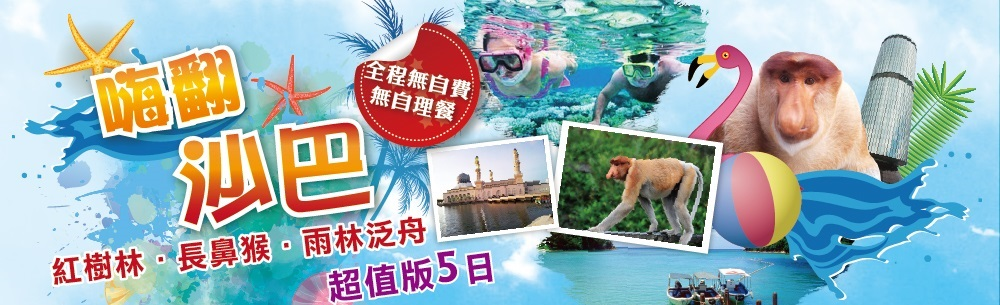 嗨翻
沙巴
全程無自費
無自理餐
紅樹林‧長鼻猴‧雨林泛舟
超值版5日